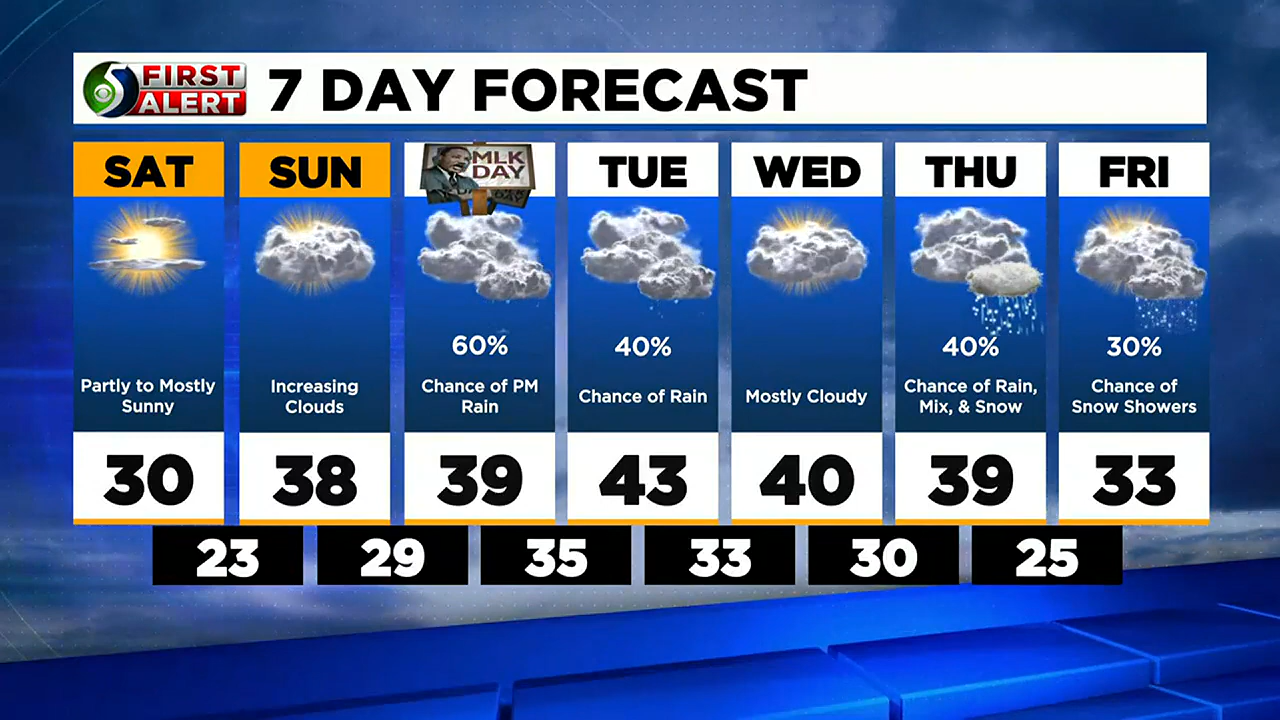 5 FIRST ALERT
7 DAY FORECAST
SAT
SUN
MLK DAY
TUE
WED
THU
FRI
60%
40%
40%
30%
Partly to Mostly
Sunny
Increasing
Clouds
Chance of PM
Rain
Chance of Rain
Mostly Cloudy
Chance of Rain,
Mix, & Snow
Chance of
Snow Showers
30
38
39
43
40
39
33
23
29
35
33
30
25